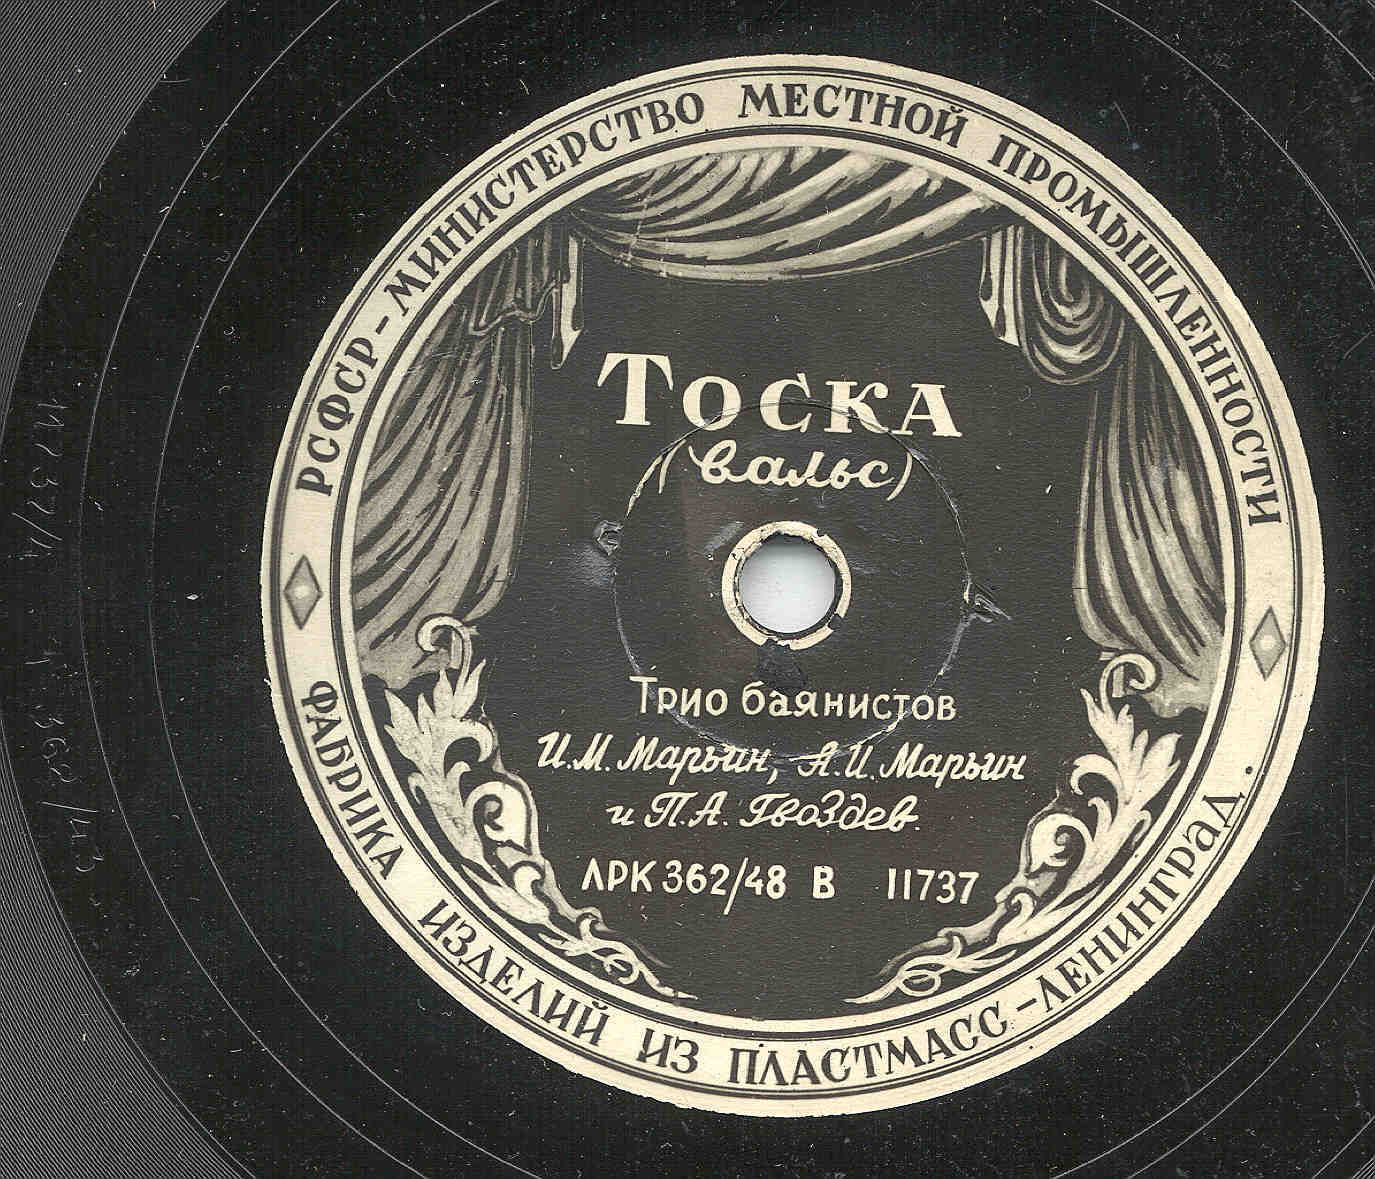 РСФСР-МИНИСТЕРСТВО МЕСТНОЙ ПРОМЫШЛЕННОСТИ
ТОСКА
(вальс)
Трио баянистов
И.М. Марьин, А.И. Марьин
и П.А. Гвоздев.
ЛРК 362/48 В 11737
ФАБРИКА ИЗДЕЛИЙ ИЗ ПЛАСТМАСС-ЛЕНИНГРАД.